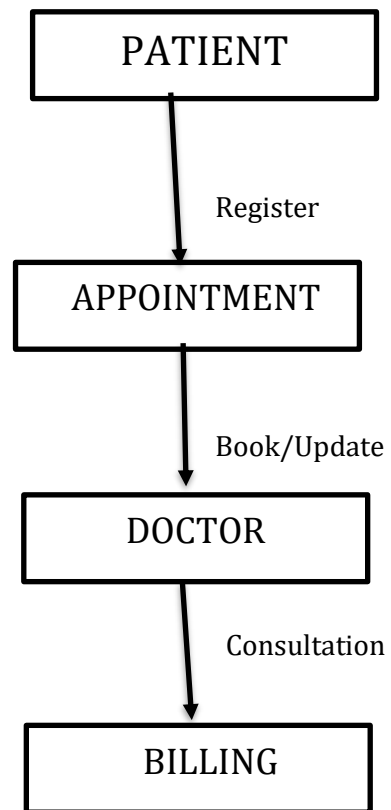 PATIENT
Register
APPOINTMENT
Book/Update
DOCTOR
Consultation
BILLING